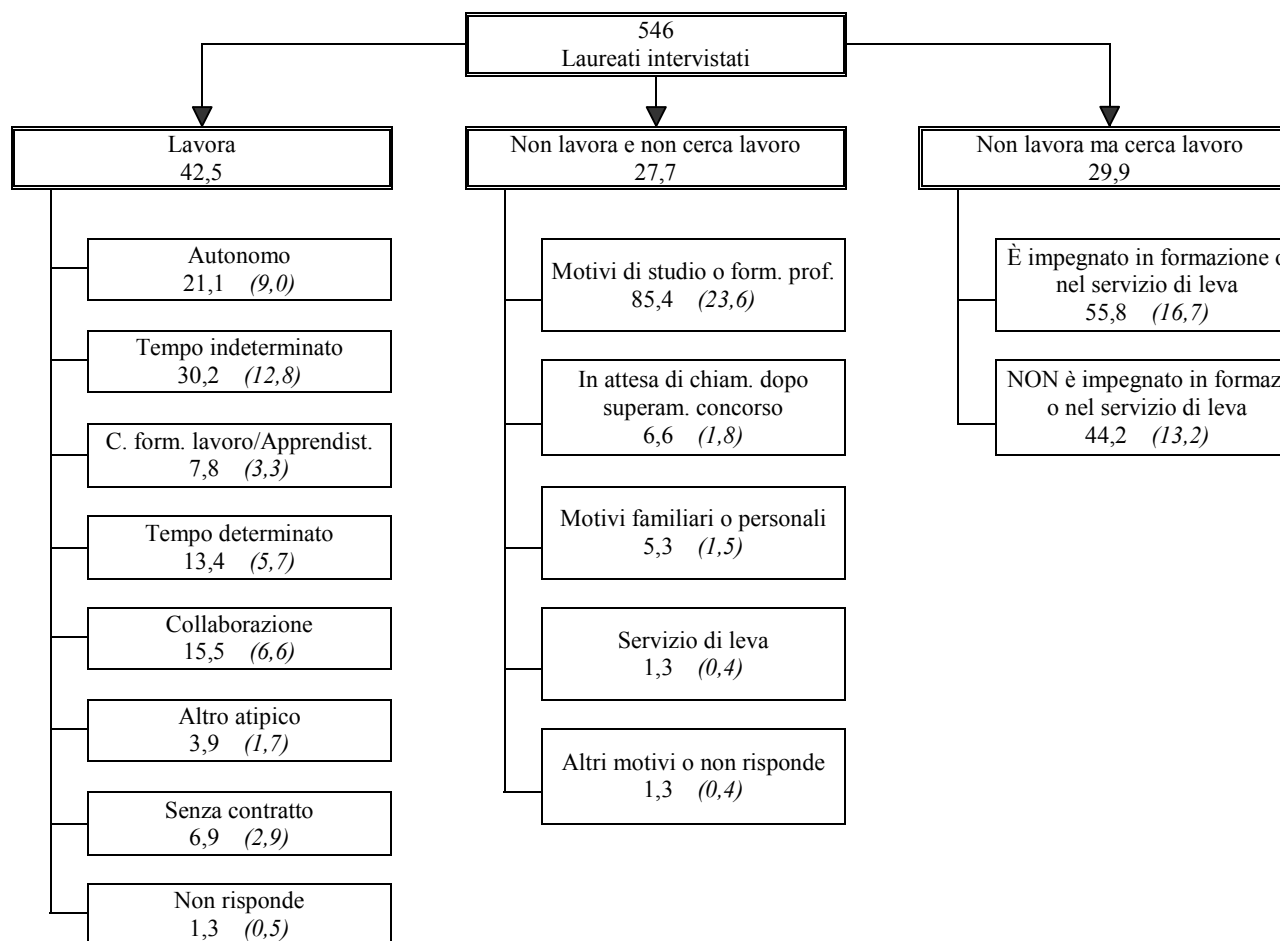 546
Laureati intervistati
Lavora
42,5
Autonomo
21,1 (9,0)
Tempo indeterminato
30,2 (12,8)
C. form. lavoro/Apprendist.
7,8 (3,3)
Tempo determinato
13,4 (5,7)
Collaborazione
15,5 (6,6)
Altro atipico
3,9 (1,7)
Senza contratto
6,9 (2,9)
Non risponde
1,3 (0,5)
Non lavora e non cerca lavoro
27,7
Motivi di studio o form. prof.
85,4 (23,6)
In attesa di chiam. dopo
superam. concorso
6,6 (1,8)
Motivi familiari o personali
5,3 (1,5)
Servizio di leva
1,3 (0,4)
Altri motivi o non risponde
1,3 (0,4)
Non lavora ma cerca lavoro
29,9
È impegnato in formazione o
nel servizio di leva
55,8 (16,7)
NON è impegnato in formaz
o nel servizio di leva
44,2 (13,2)